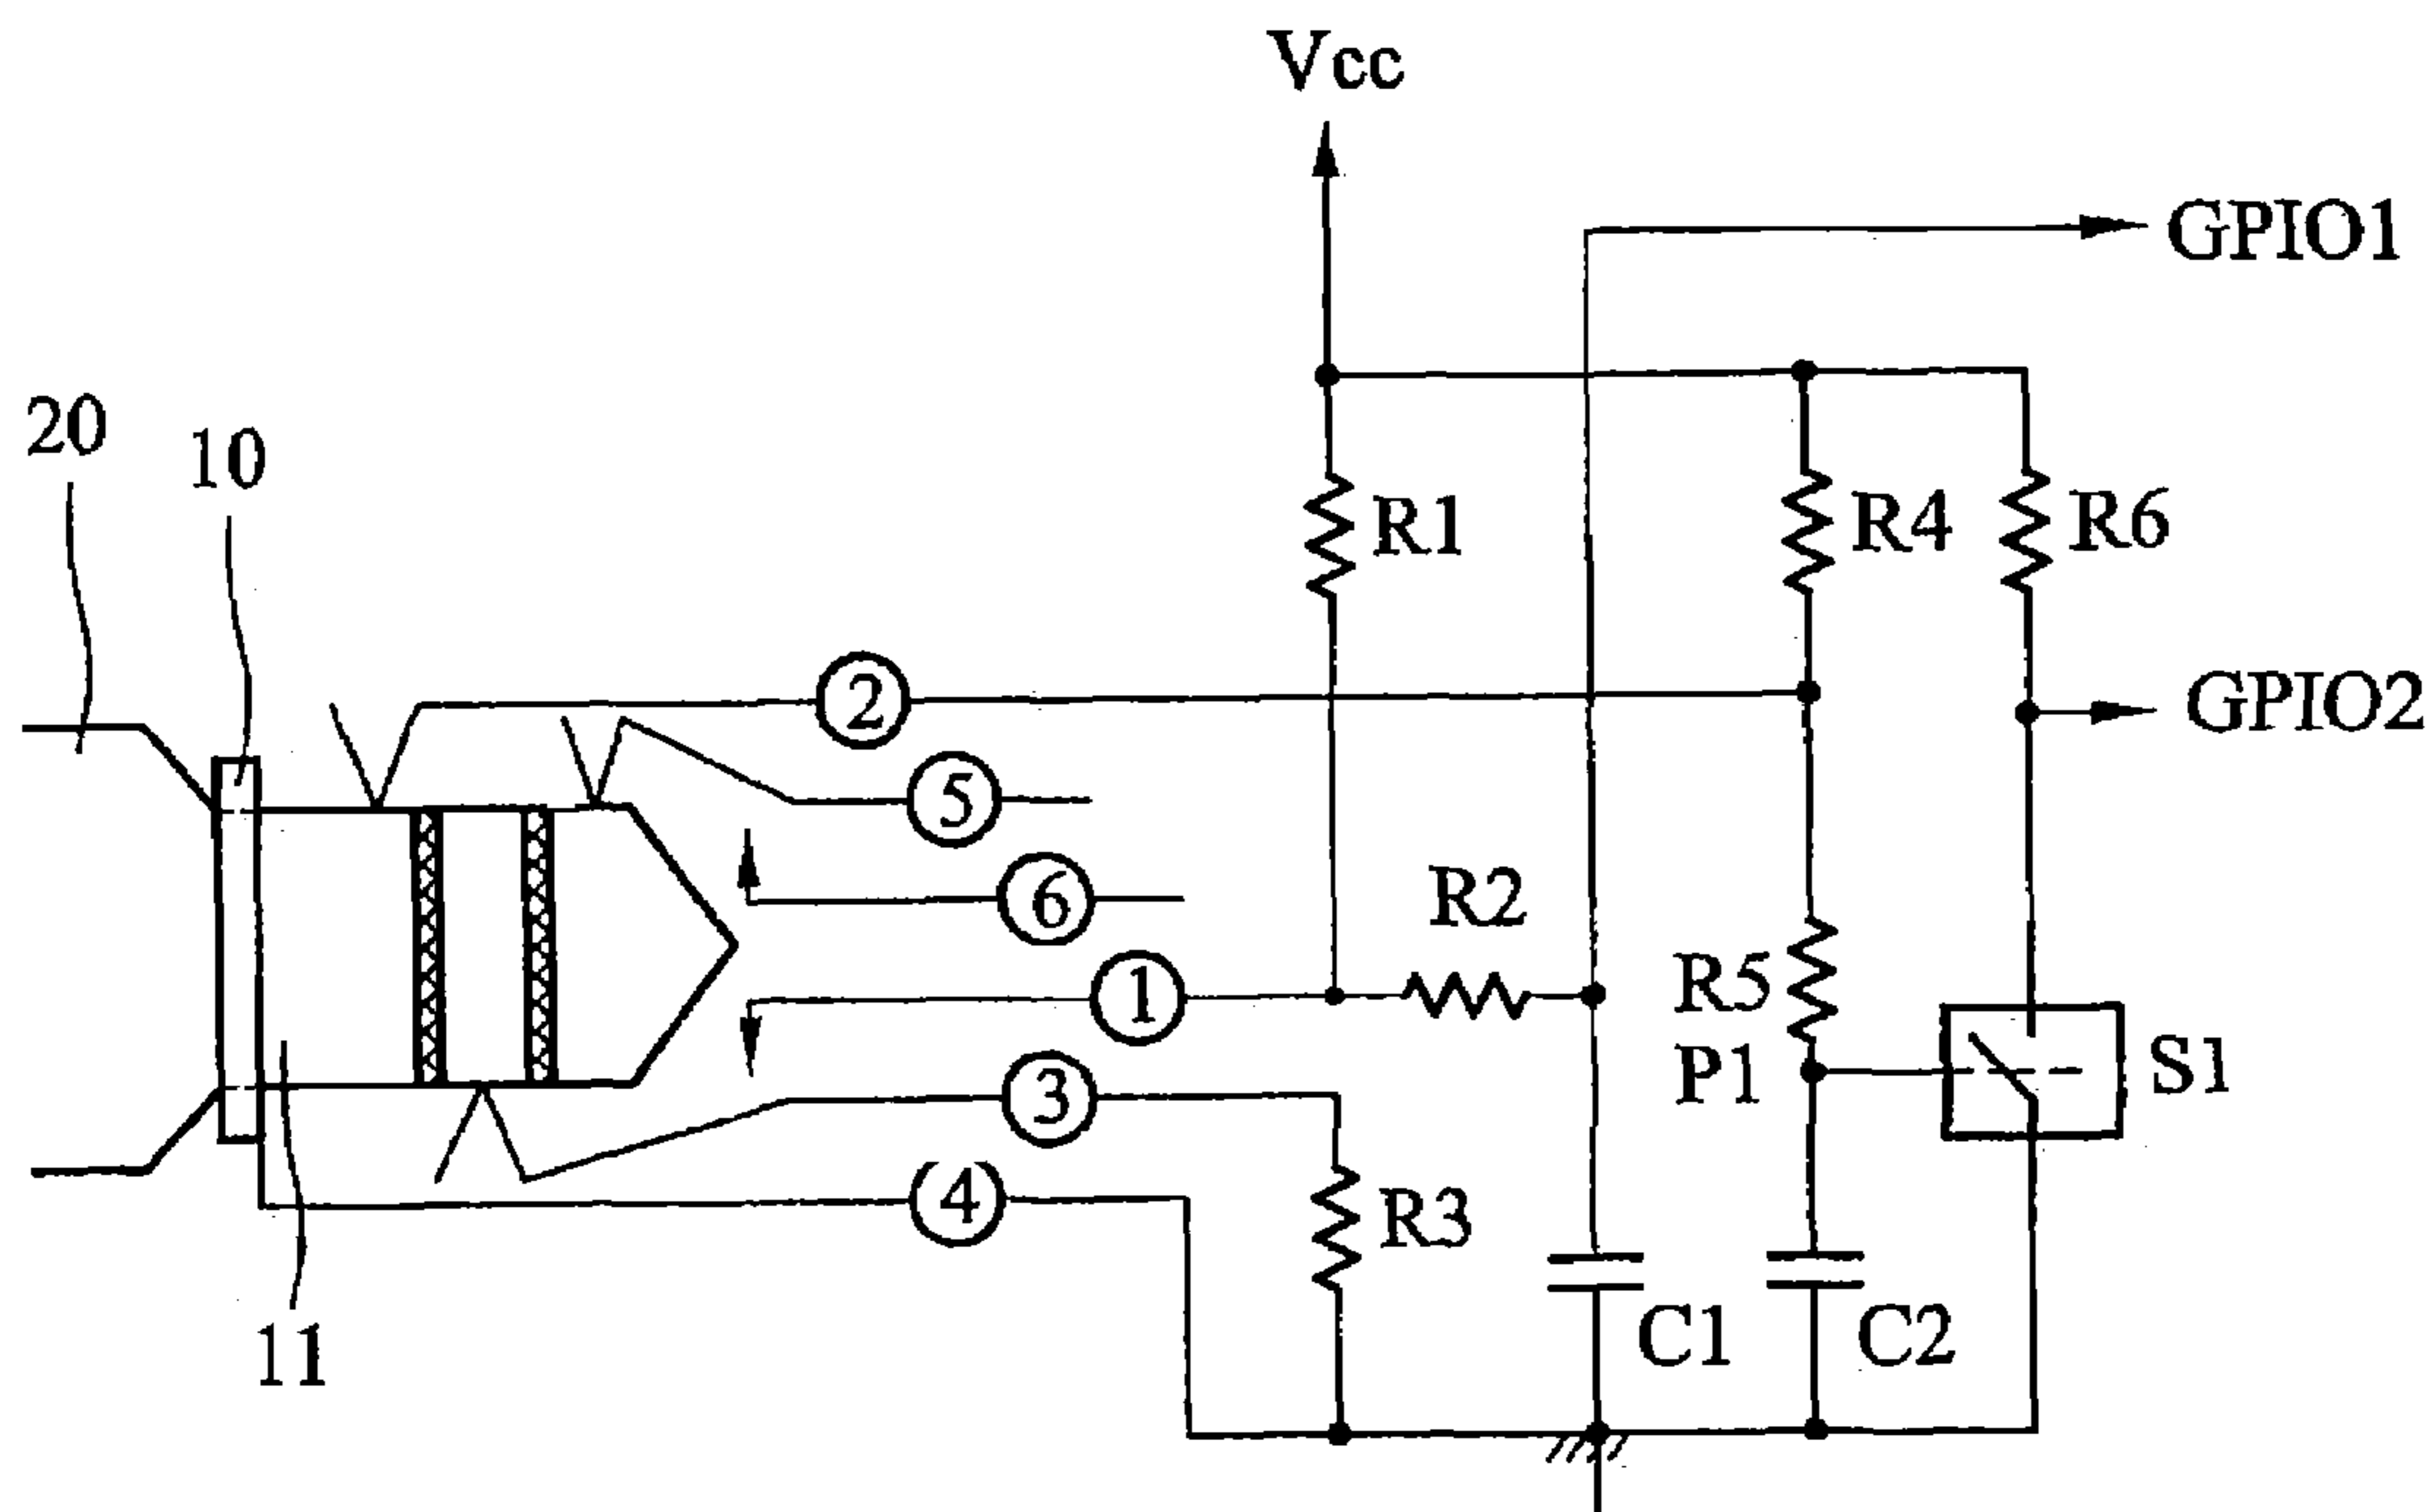 Vcc
GPIO1
20
10
R1
R4
R6
②
GPIO2
⑤
⑥
R2
①
R5
P1
S1
③
④
R3
11
C1
C2